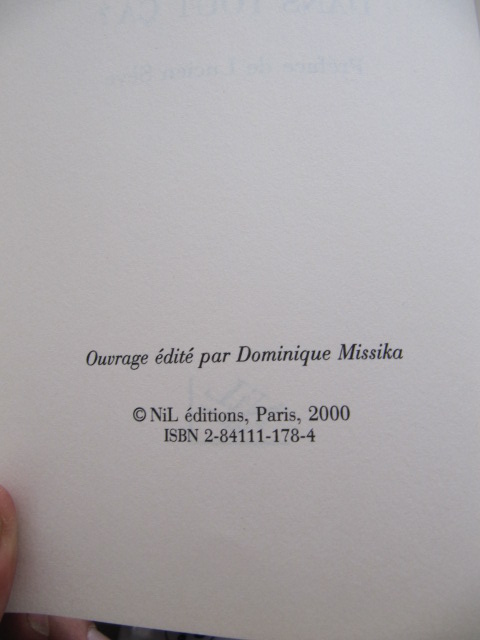 Ouvrage édité par Dominique Missika
© NiL éditions, Paris, 2000
ISBN 2-84111-178-4